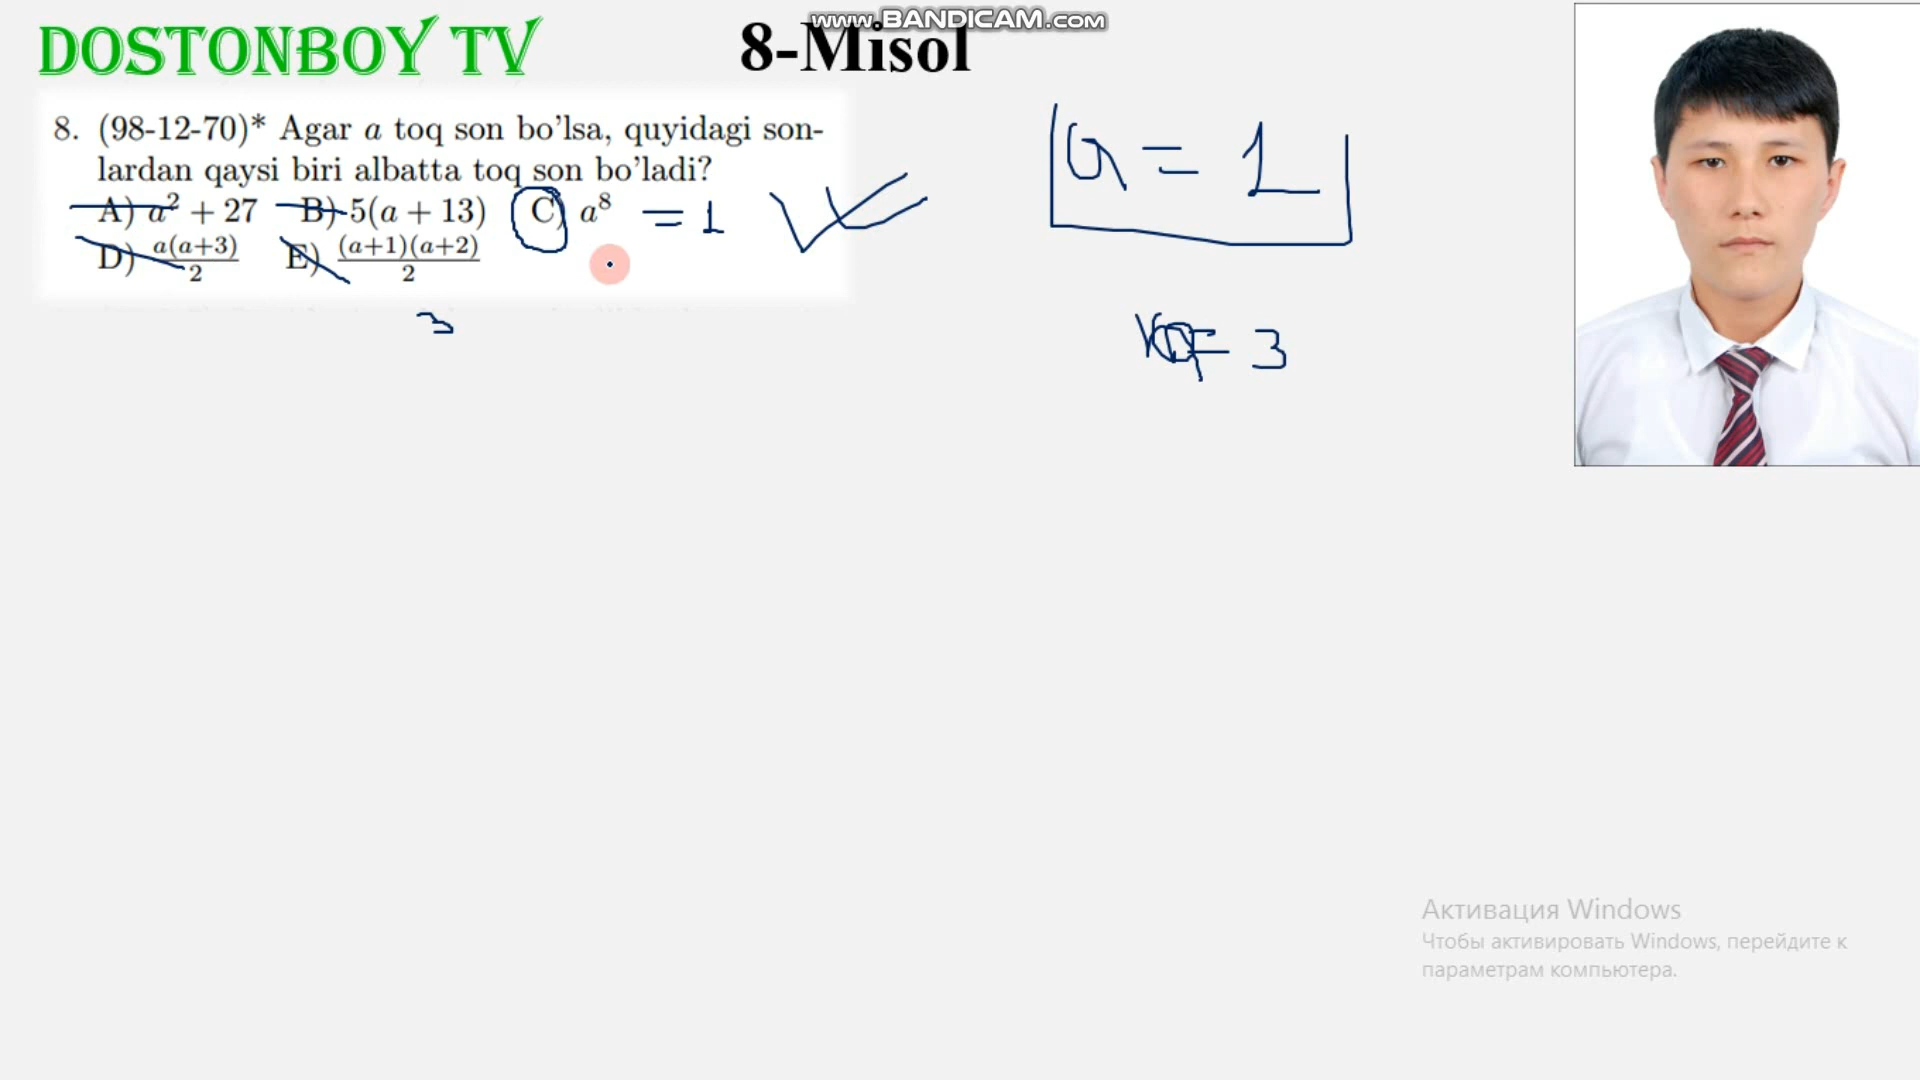 www.BANDICAM.com
DOSTONBOY TV
8-Misol
8. (98-12-70)* Agar a toq son bo'lsa, quyidagi son-
lardan qaysi biri albatta toq son bo'ladi?
A) a² + 27 B) 5(a + 13) C) a⁸ = 1
D) a(a+3)/2 E) (a+1)(a+2)/2
3
a = 1
= 3
Активация Windows
Чтобы активировать Windows, перейдите к
параметрам компьютера.